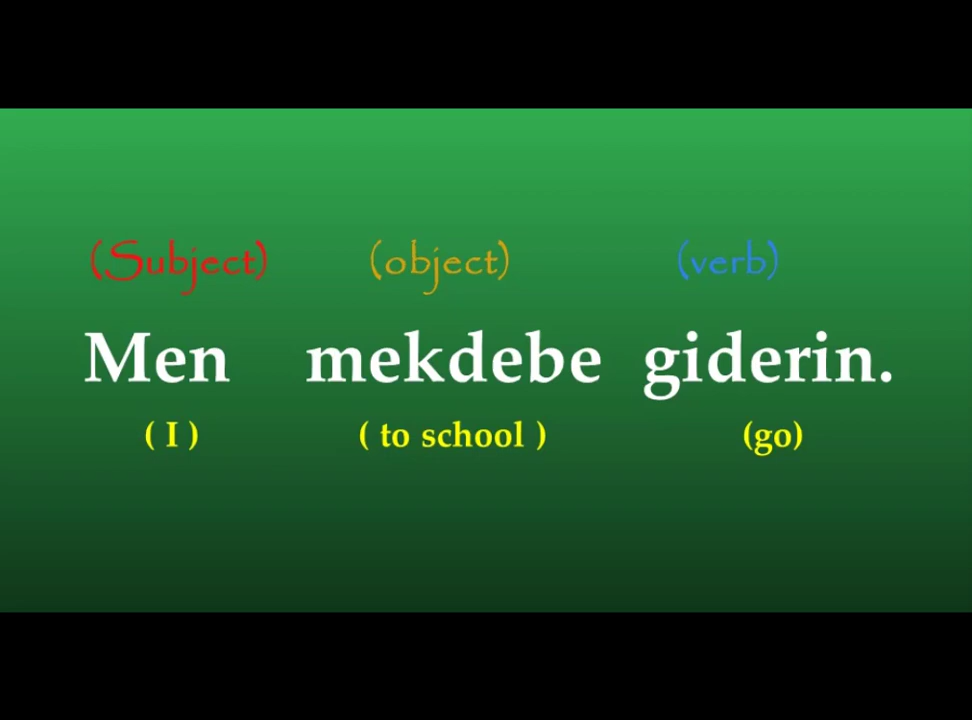 (Subject) (object) (verb)
Men mekdebe giderin.
( I ) ( to school ) (go)